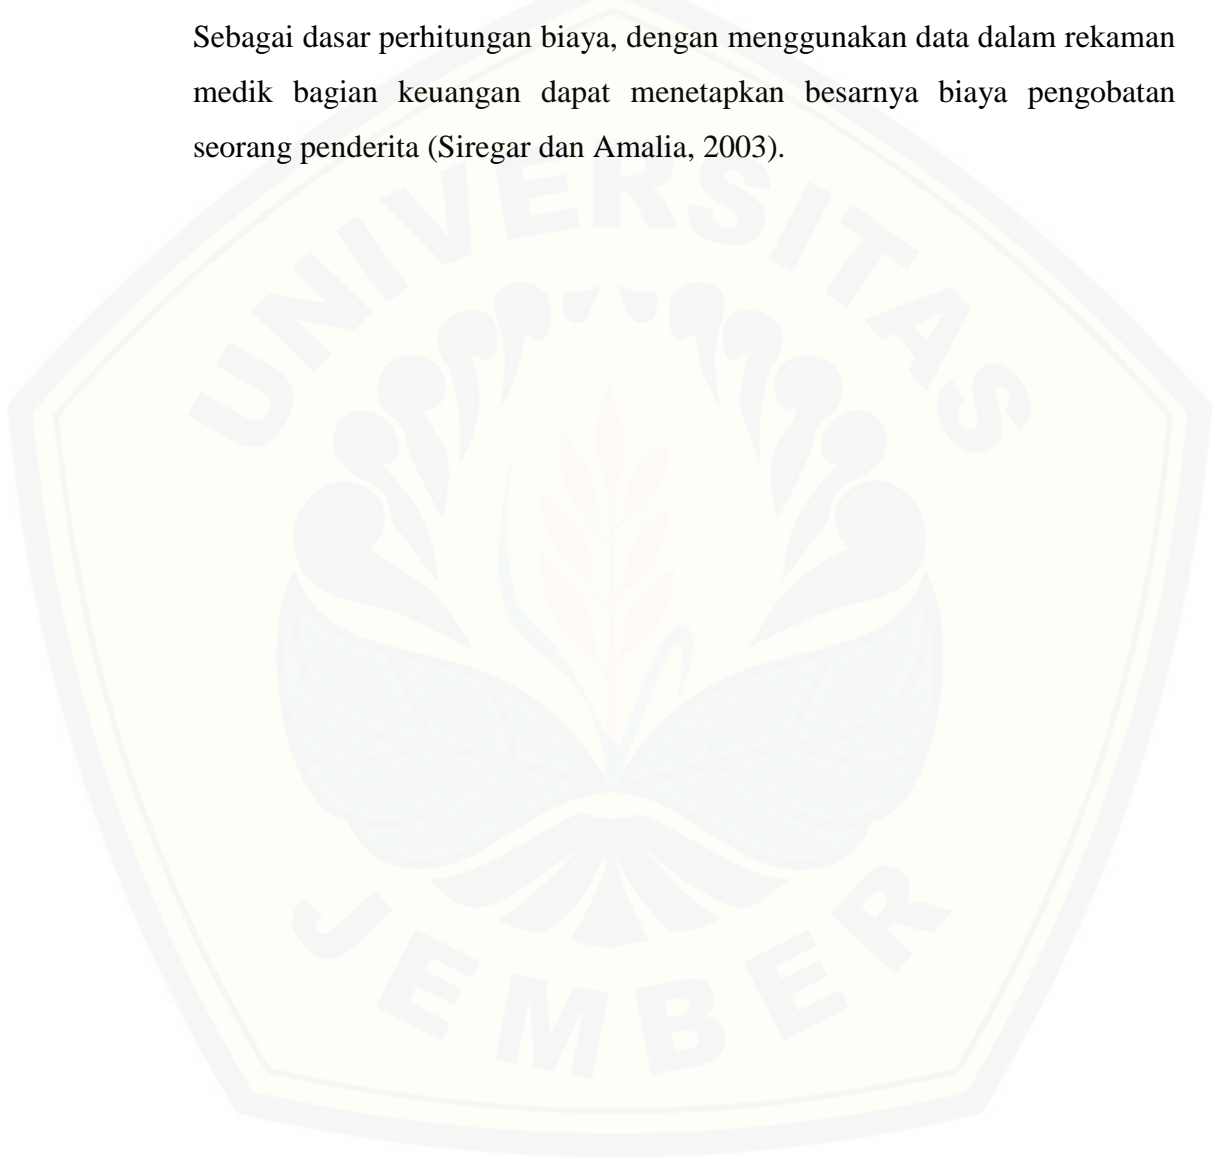 Sebagai dasar perhitungan biaya, dengan menggunakan data dalam rekaman
medik bagian keuangan dapat menetapkan besarnya biaya pengobatan
seorang penderita (Siregar dan Amalia, 2003).
UNIVERSITAS
JEMBER